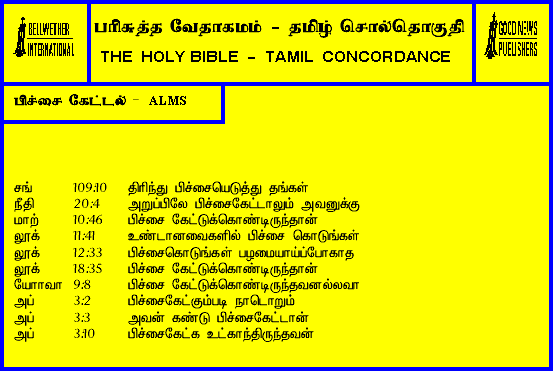 BELLWETHER
INTERNATIONAL
பரிசுத்த வேதாகமம் - தமிழ் சொல்தொகுதி
THE HOLY BIBLE - TAMIL CONCORDANCE
GOOD NEWS
PUBLISHERS
பிச்சை கேட்டல் - ALMS
சங் 109:10 திரிந்து பிச்சையெடுத்து தங்கள்
நீதி 20:4 அறுப்பிலே பிச்சைகேட்டாலும் அவனுக்கு
மாற் 10:46 பிச்சை கேட்டுக்கொண்டிருந்தான்
லூக் 11:41 உண்டானவைகளில் பிச்சை கொடுங்கள்
லூக் 12:33 பிச்சைகொடுங்கள் பழமையாய்ப்போகாத
லூக் 18:35 பிச்சை கேட்டுக்கொண்டிருந்தான்
யோாவா 9:8 பிச்சை கேட்டுக்கொண்டிருந்தவனல்லவா
அப் 3:2 பிச்சைகேட்கும்படி நாடொறும்
அப் 3:3 அவன் கண்டு பிச்சைகேட்டான்
அப் 3:10 பிச்சைகேட்க உட்காந்திருந்தவன்